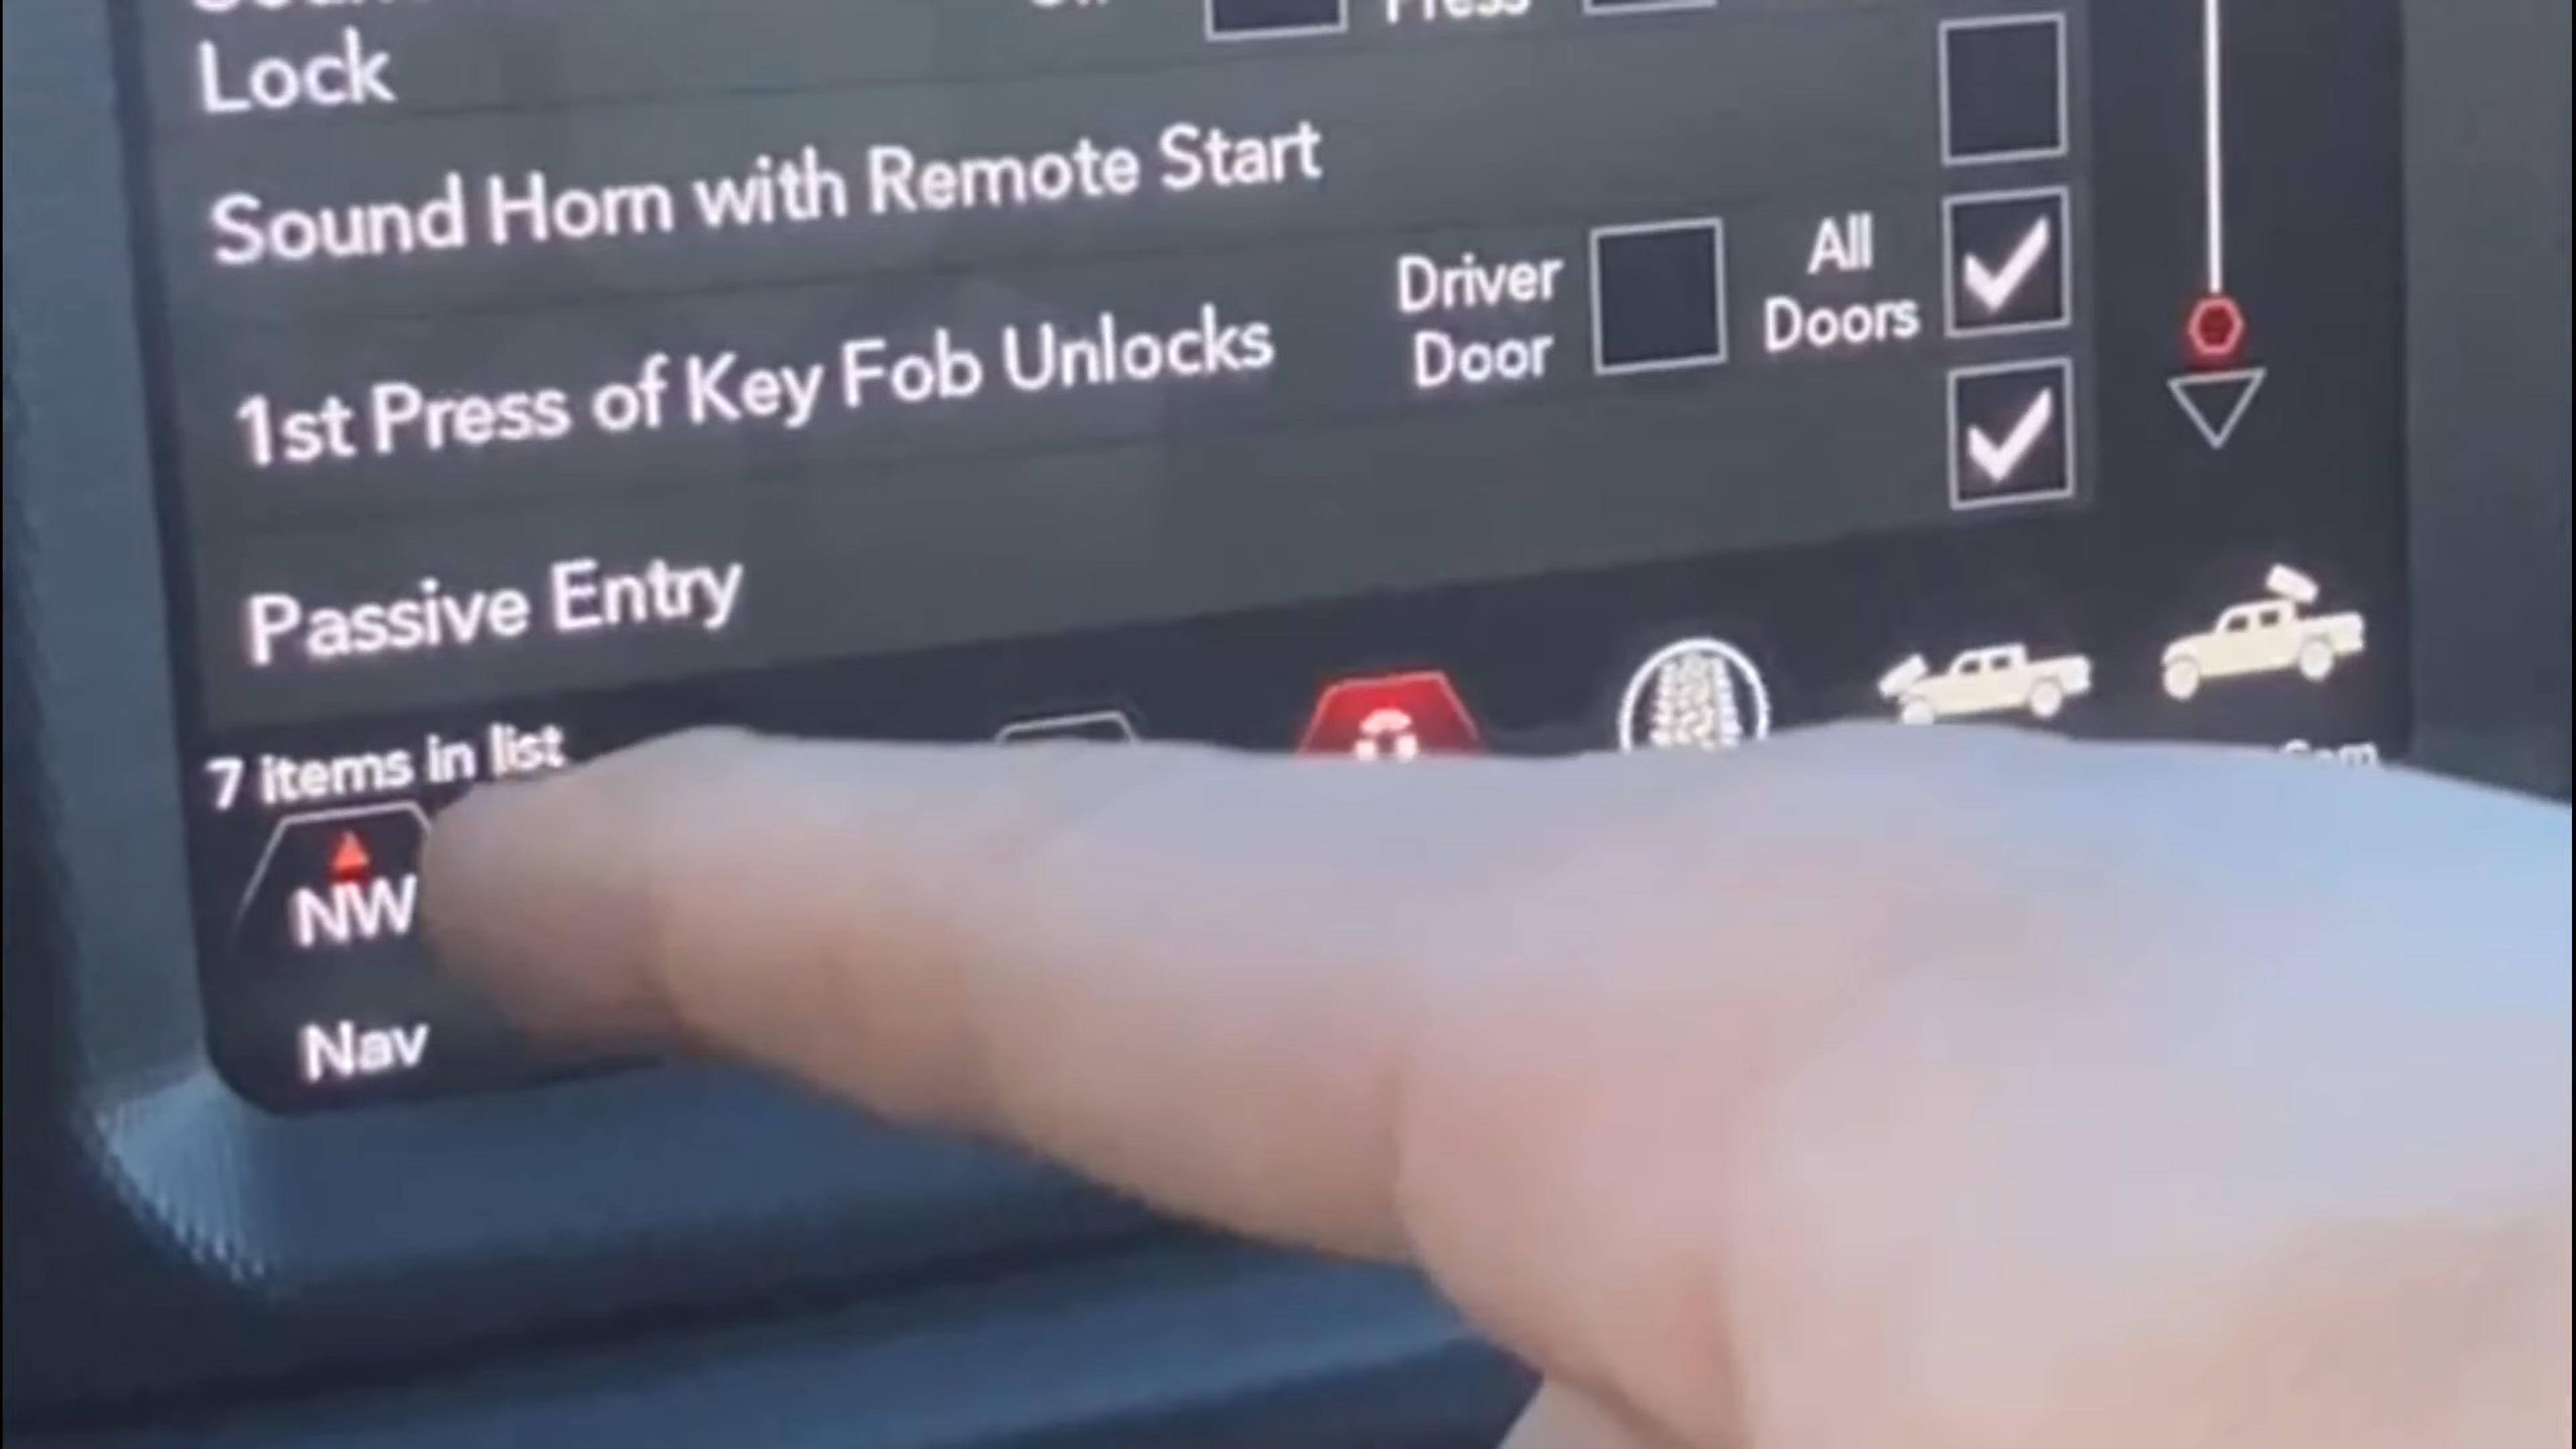 Lock
Press
Sound Horn with Remote Start
1st Press of Key Fob Unlocks
Driver
Door
All
Doors
Passive Entry
7 items in list
NW
Nav